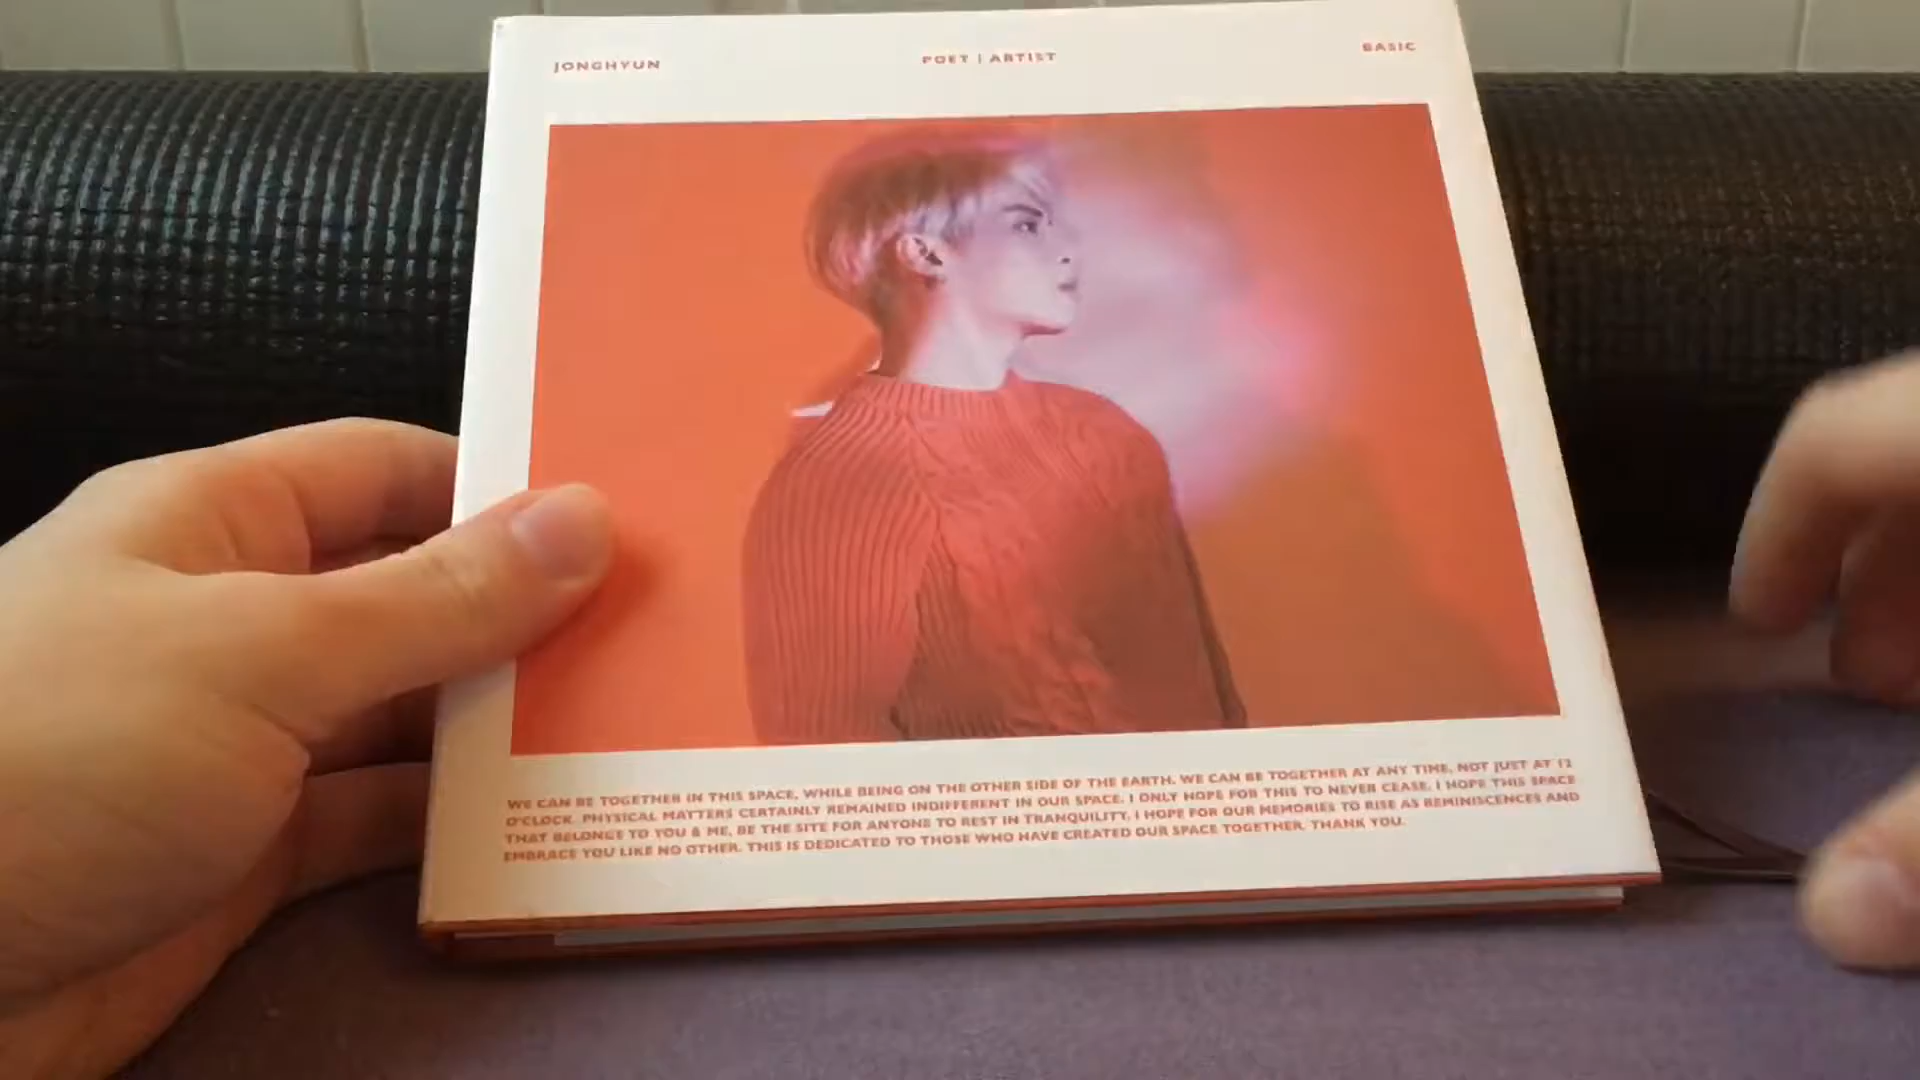 JONGHYUN
POET | ARTIST
BASIC
WE CAN BE TOGETHER IN THIS SPACE, WHILE BEING ON THE OTHER SIDE OF THE EARTH. WE CAN BE TOGETHER AT ANY TIME, NOT JUST AT 12
O'CLOCK. PHYSICAL MATTERS CERTAINLY REMAINED INDIFFERENT IN OUR SPACE. I ONLY HOPE FOR THIS TO NEVER CEASE. I HOPE THIS SPACE
THAT BELONGS TO YOU & ME, BE THE SITE FOR ANYONE TO REST IN TRANQUILITY. I HOPE FOR OUR MEMORIES TO RISE AS REMINISCENCES AND
EMBRACE YOU LIKE NO OTHER. THIS IS DEDICATED TO THOSE WHO HAVE CREATED OUR SPACE TOGETHER. THANK YOU.